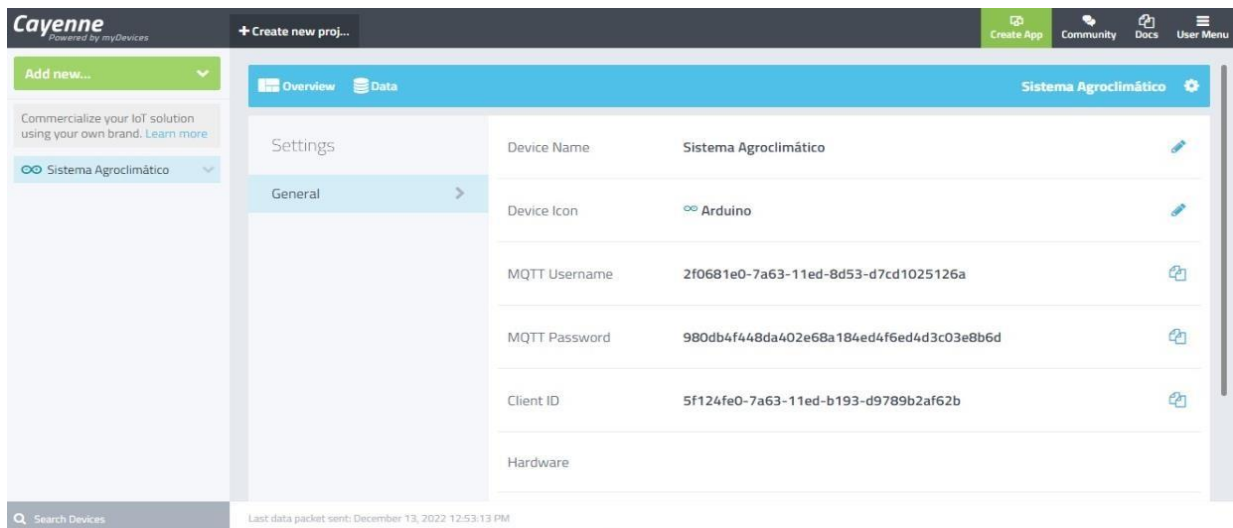 Cayenne
Powered by myDevices
+ Create new proj...
Create App
Community
Docs
User Menu
Add new...
Commercialize your IoT solution
using your own brand. Learn more
Sistema Agroclimático
Overview
Data
Sistema Agroclimático
Settings
General
Device Name
Sistema Agroclimático
Device Icon
Arduino
MQTT Username
2f0681e0-7a63-11ed-8d53-d7cd1025126a
MQTT Password
980db4f448da402e68a184ed4f6ed4d3c03e8b6d
Client ID
5f124fe0-7a63-11ed-b193-d9789b2af62b
Hardware
Search Devices
Last data packet sent: December 13, 2022 12:53:13 PM